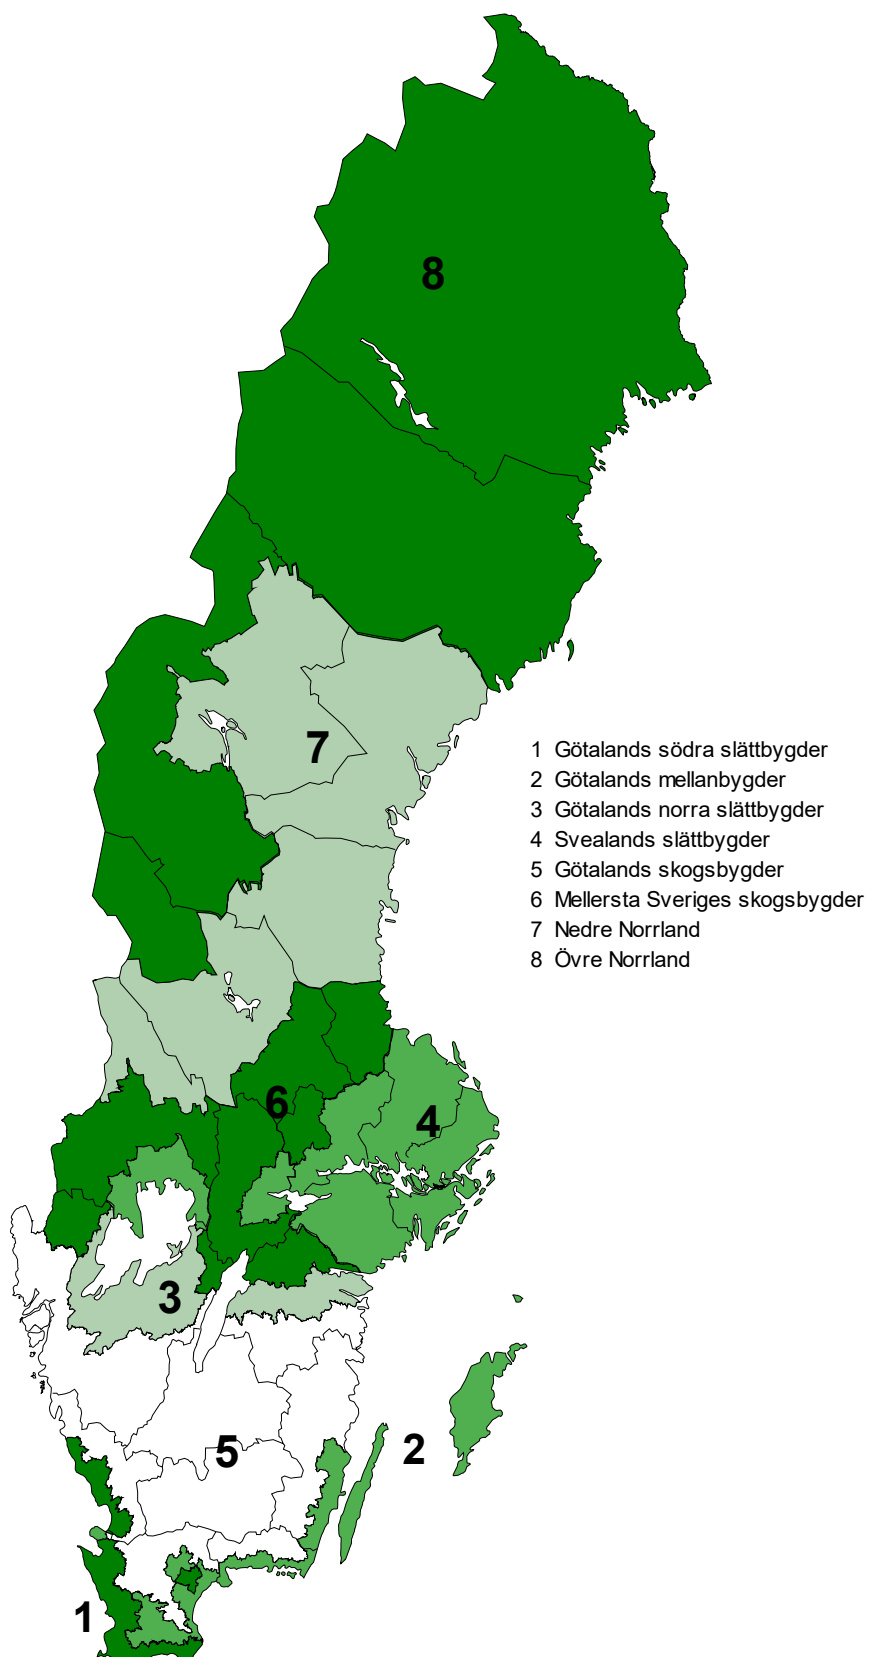 8
7
1 Götalands södra slättbygder
2 Götalands mellanbygder
3 Götalands norra slättbygder
4 Svealands slättbygder
5 Götalands skogsbygder
6 Mellersta Sveriges skogsbygder
7 Nedre Norrland
8 Övre Norrland
6
4
3
5
2
1